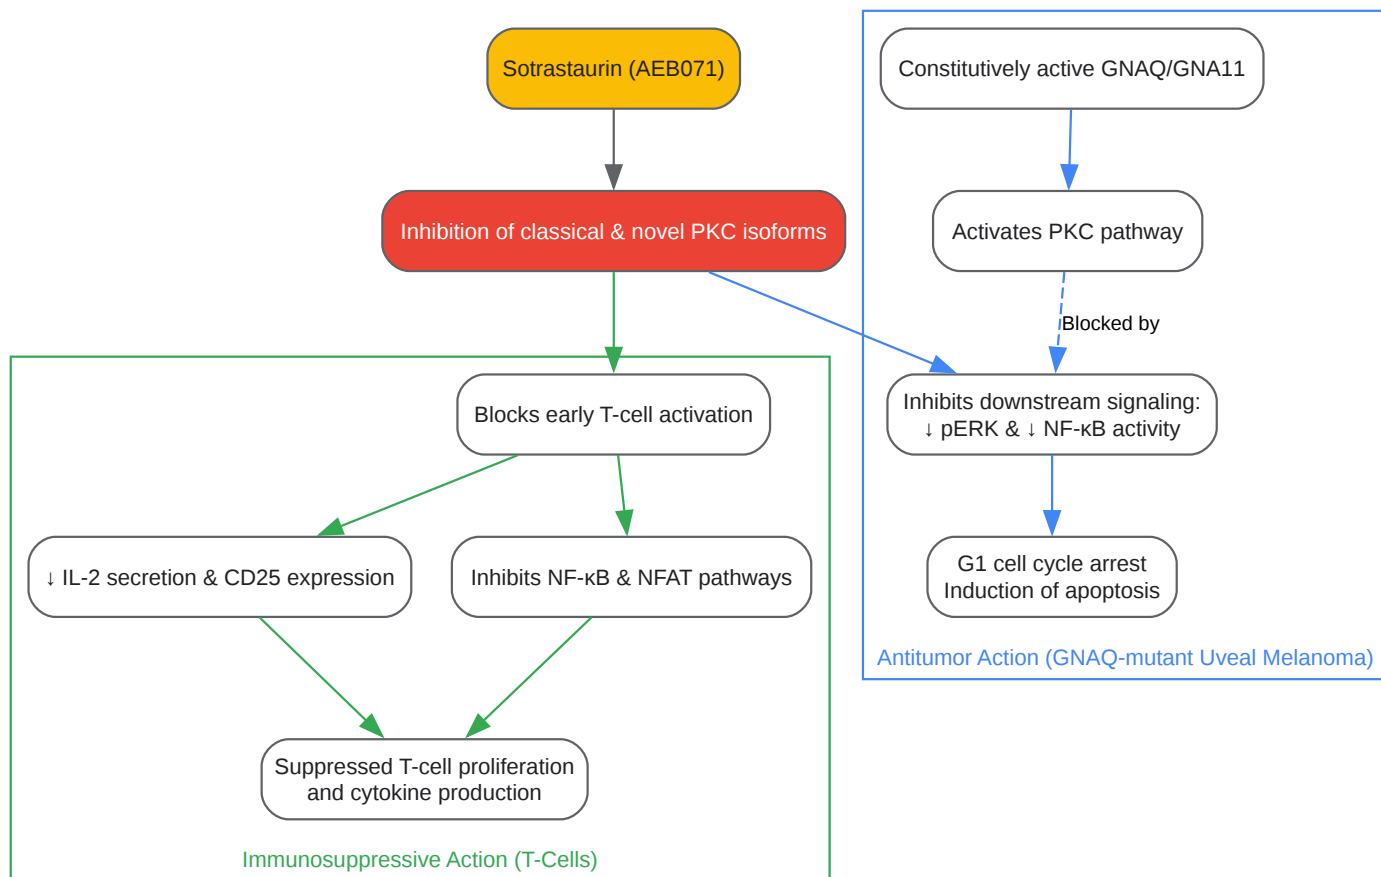 Sotrastaurin (AEB071)
Constitutively active GNAQ/GNA11
Inhibition of classical & novel PKC isoforms
Activates PKC pathway
Blocked by
Blocks early T-cell activation
Inhibits downstream signaling:
↓ pERK & ↓ NF-κB activity
↓ IL-2 secretion & CD25 expression
Inhibits NF-κB & NFAT pathways
G1 cell cycle arrest
Induction of apoptosis
Antitumor Action (GNAQ-mutant Uveal Melanoma)
Suppressed T-cell proliferation
and cytokine production
Immunosuppressive Action (T-Cells)